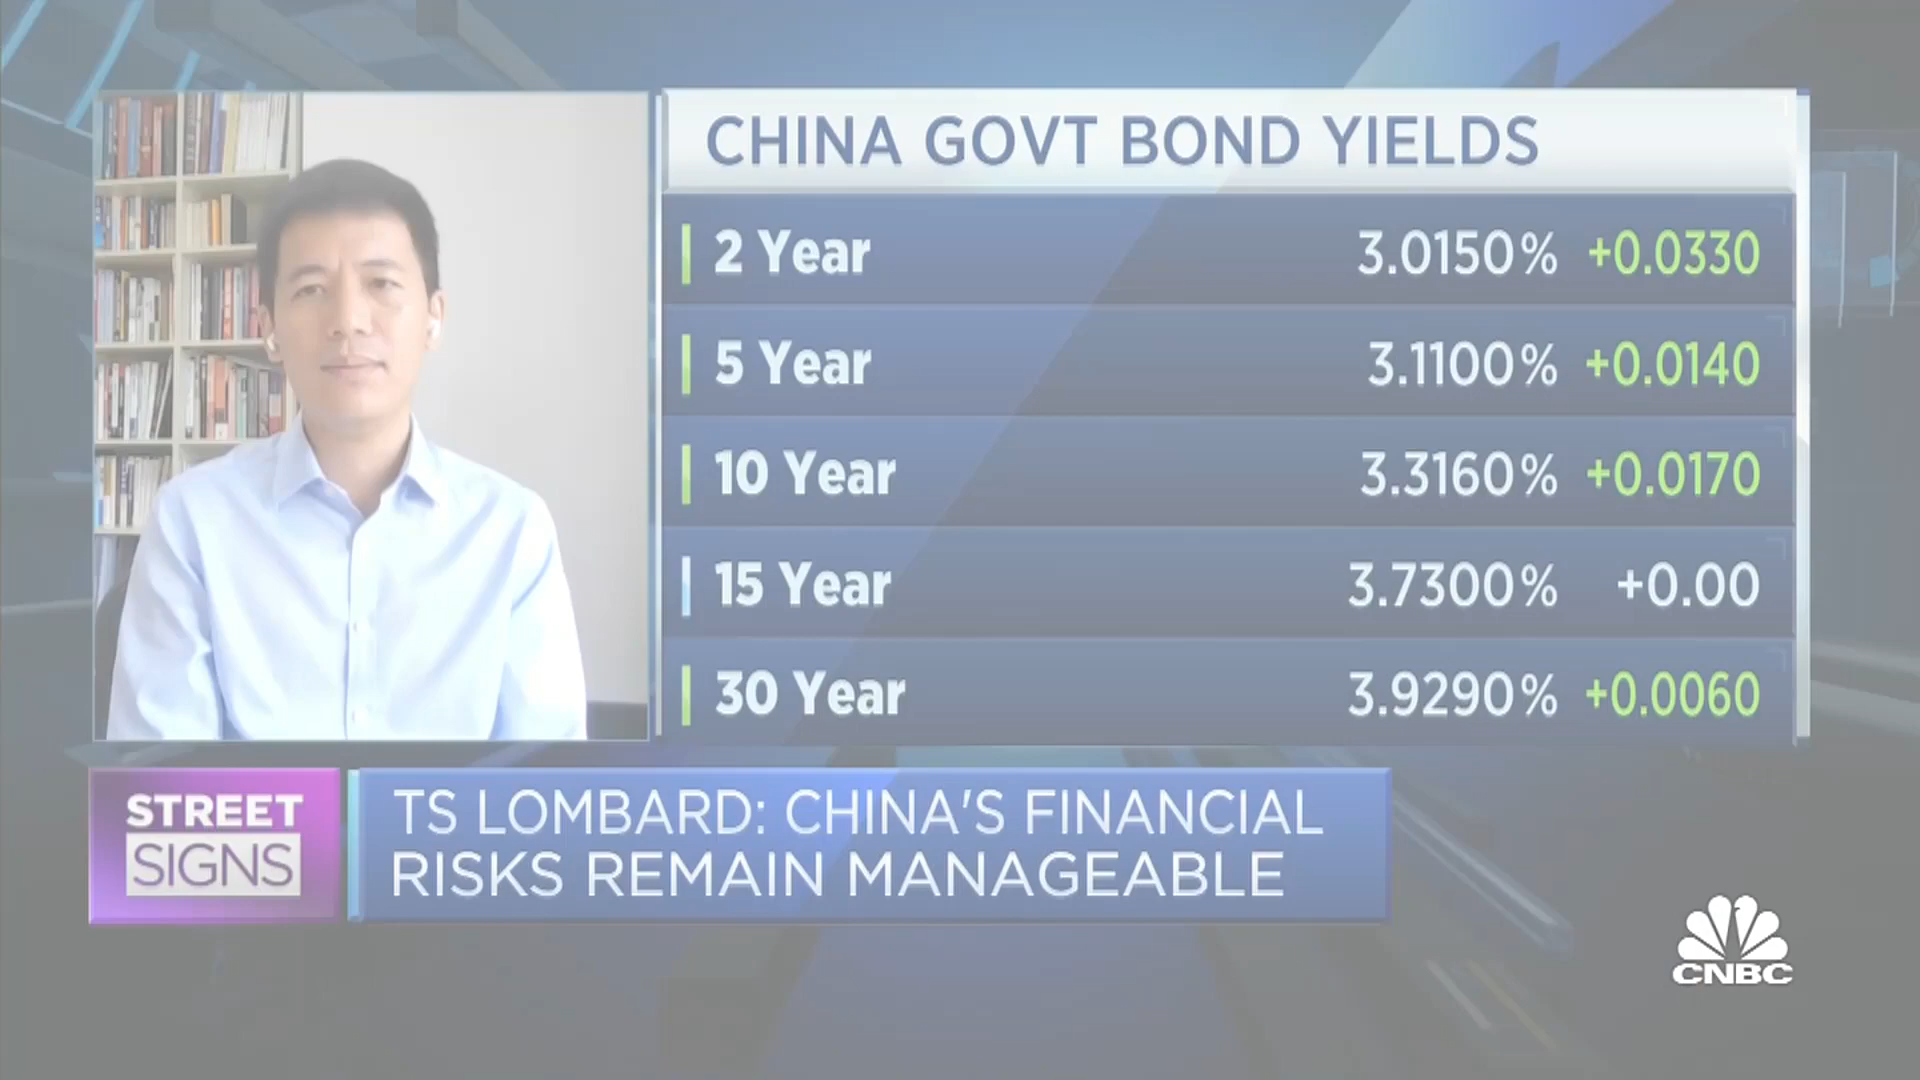 CHINA GOVT BOND YIELDS
2 Year 3.0150% +0.0330
5 Year 3.1100% +0.0140
10 Year 3.3160% +0.0170
15 Year 3.7300% +0.00
30 Year 3.9290% +0.0060
STREET
SIGNS
TS LOMBARD: CHINA'S FINANCIAL
RISKS REMAIN MANAGEABLE
CNBC